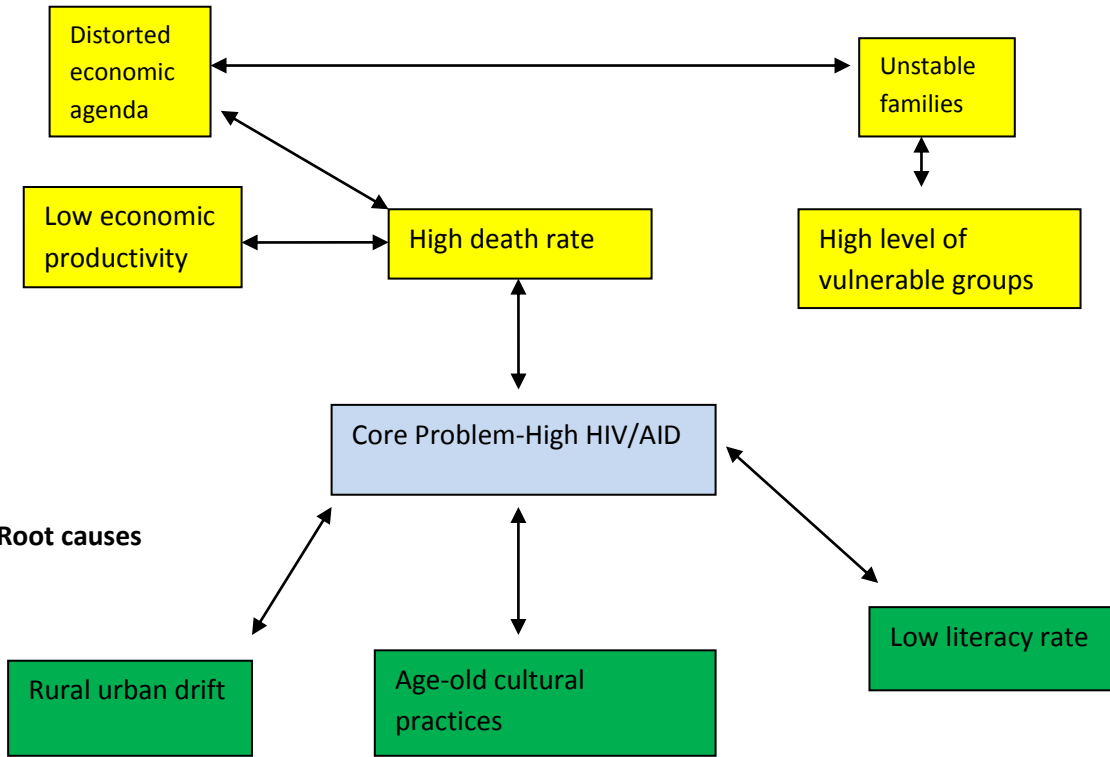 Distorted
economic
agenda
Unstable
families
Low economic
productivity
High death rate
High level of
vulnerable groups
Core Problem-High HIV/AID
Root causes
Low literacy rate
Rural urban drift
Age-old cultural
practices